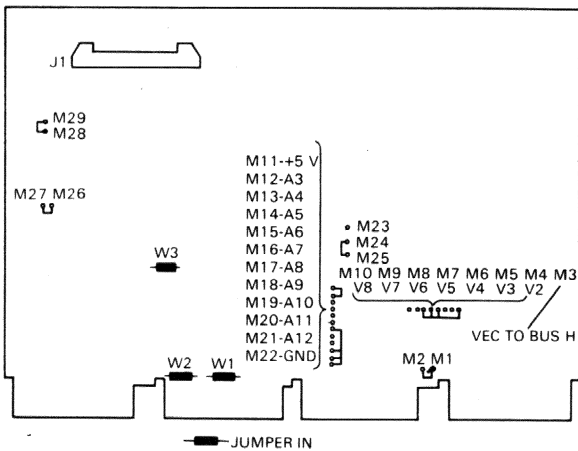 J1
M29
M28
M27 M26
M11-+5 V
M12-A3
M13-A4
M14-A5
M15-A6
M16-A7
M17-A8
M18-A9
M19-A10
M20-A11
M21-A12
M22-GND
M23
M24
M25
W3
M10 M9 M8 M7 M6 M5 M4 M3
V8 V7 V6 V5 V4 V3 V2
VEC TO BUS H
W2 W1
M2 M1
JUMPER IN